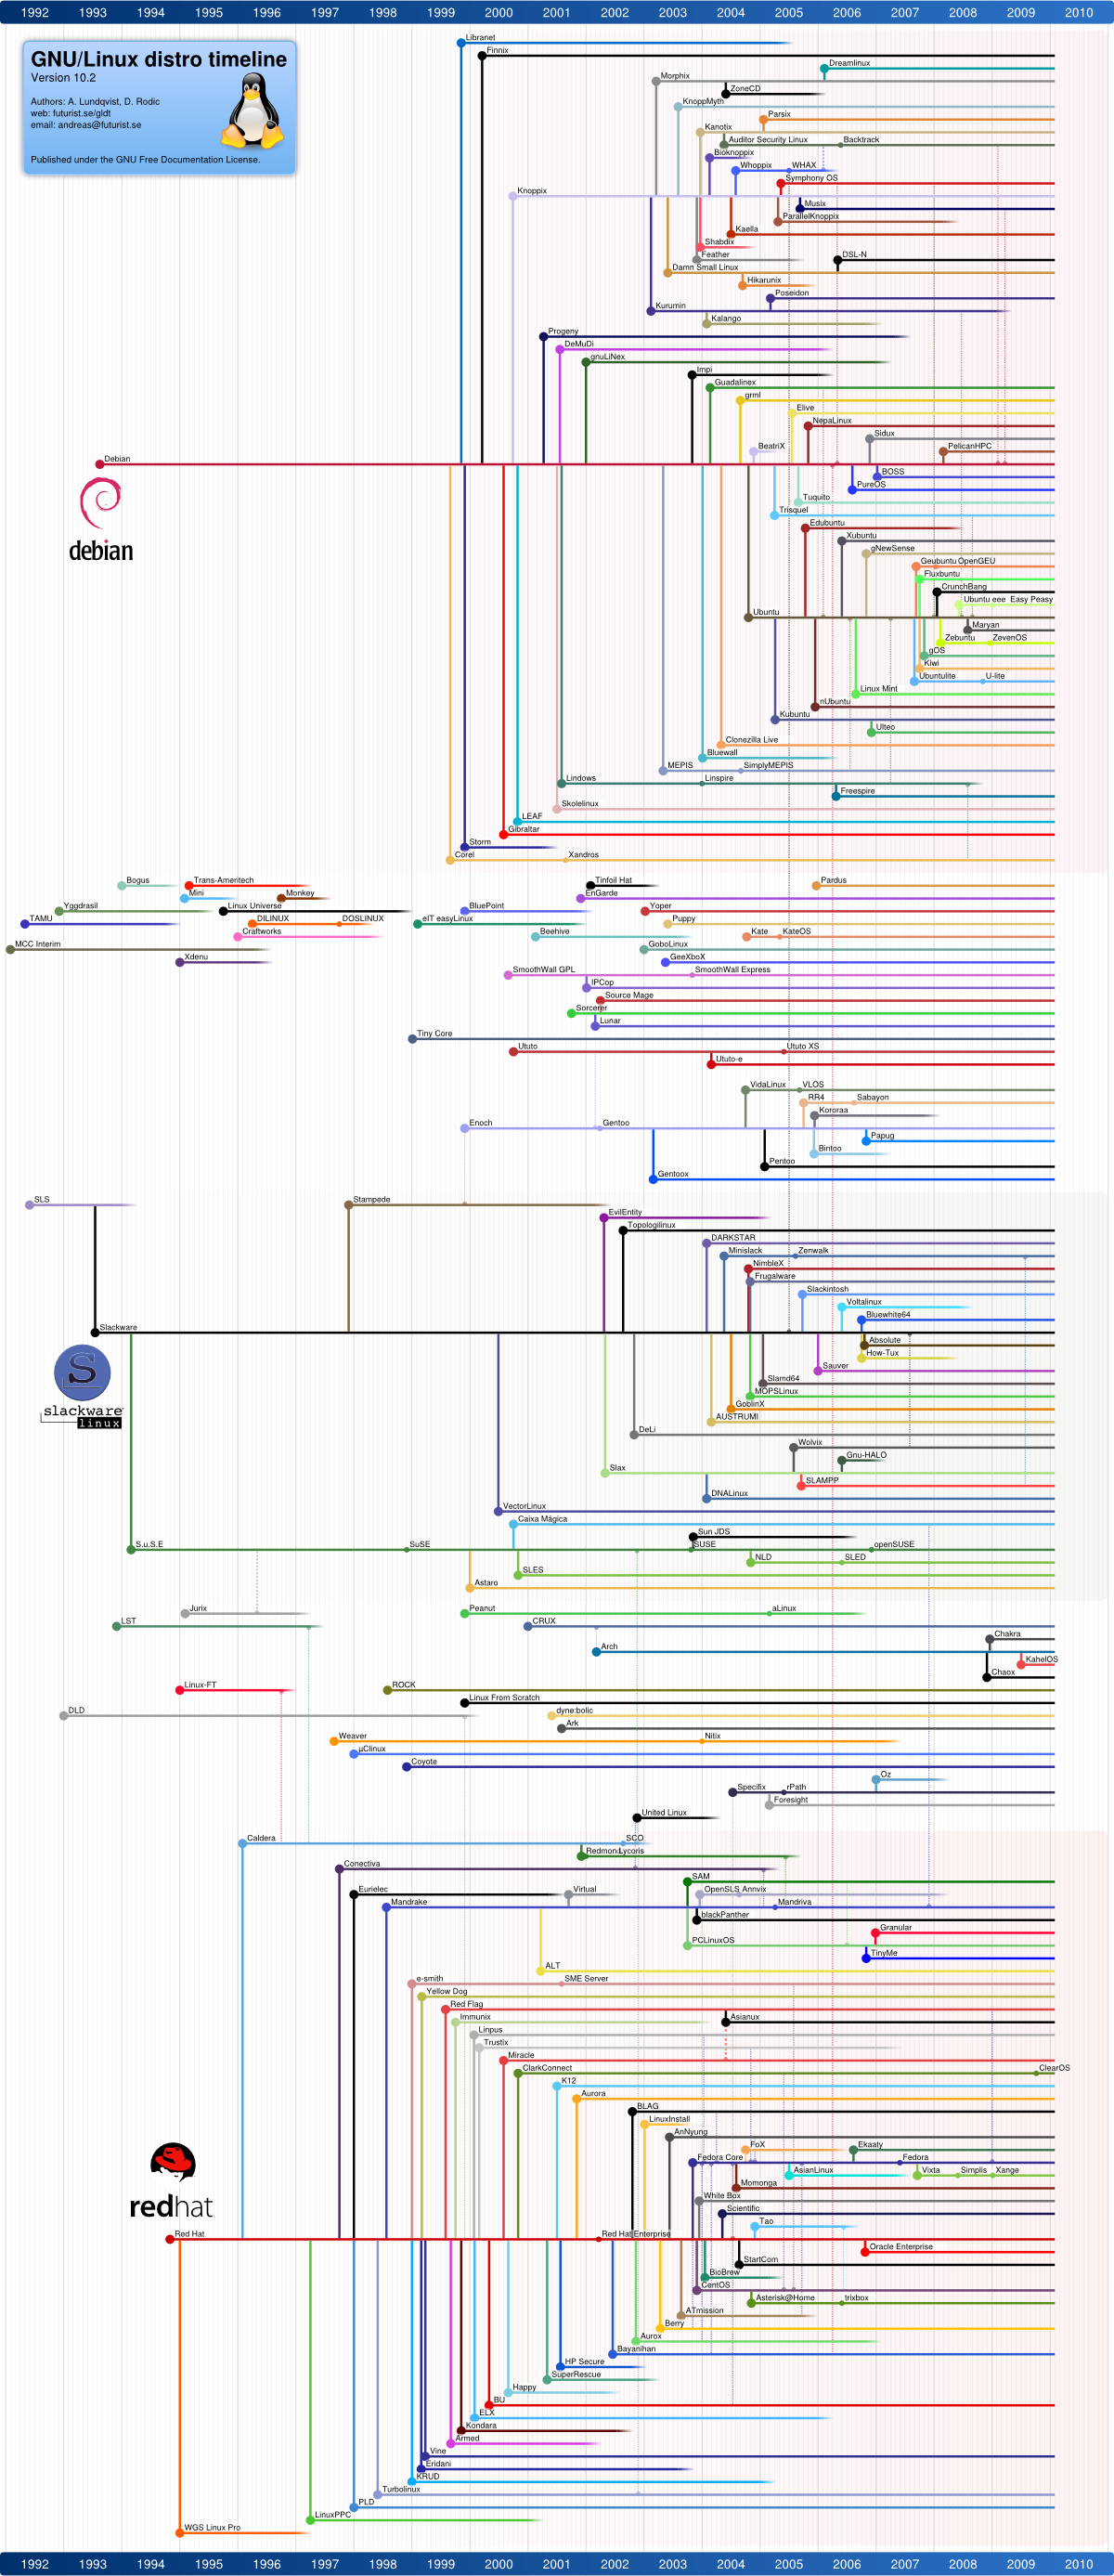 1992 1993 1994 1995 1996 1997 1998 1999 2000 2001 2002 2003 2004 2005 2006 2007 2008 2009 2010
GNU/Linux distro timeline
Version 10.2
Authors: A. Lundqvist, D. Rodic
web: futurist.se/gldt
email: andreas@futurist.se
Published under the GNU Free Documentation License.
Libranet
Finnix
Dreamlinux
Morphix
ZoneCD
KnoppMyth
Parsix
Kanotix
Auditor Security Linux Backtrack
Bioknoppix
Whoppix WHAX
Symphony OS
Knoppix
Musix
ParallelKnoppix
Kaella
Shabdix
Feather DSL-N
Damn Small Linux
Hikarunix
Poseidon
Kurumin
Kalango
Progeny
DeMuDi
gnuLiNex
Impi
Guadalinex
grml
Elive
NepaLinux
Sidux
BeatriX PelicanHPC
Debian
BOSS
PureOS
debian
Tuquito
Trisquel
Edubuntu
Xubuntu
gNewSense
Geubuntu OpenGEU
Fluxbuntu
CrunchBang
Ubuntu eee Easy Peasy
Ubuntu
Maryan
Zebuntu ZevenOS
gOS
Kiwi
Ubuntulite U-lite
Linux Mint
nUbuntu
Kubuntu
Ulteo
Clonezilla Live
Bluewall
MEPIS SimplyMEPIS
Lindows Linspire
Freespire
Skolelinux
LEAF
Gibraltar
Storm
Corel Xandros
Bogus Trans-Ameritech Tinfoil Hat Pardus
Mini Monkey EnGarde
Yggdrasil Linux Universe BluePoint Yoper
TAMU DILINUX DOSLINUX eIT easyLinux Puppy
Craftworks Beehive Kate KateOS
MCC Interim GoboLinux
Xdenu GeeXboX
SmoothWall GPL SmoothWall Express
IPCop
Source Mage
Sorcerer
Lunar
Tiny Core
Ututo Ututo XS
Ututo-e
VidaLinux VLOS
RR4 Sabayon
Kororaa
Enoch Gentoo
Papug
Bintoo
Pentoo
Gentoox
SLS Stampede
EvilEntity
Topologilinux
DARKSTAR
Minislack Zenwalk
NimbleX
Frugalware
Slackintosh
Voltalinux
Bluewhite64
Slackware
Absolute
How-Tux
Sauver
Slamd64
MOPSLinux
GoblinX
AUSTRUMI
slackware
linux
DeLi
Wolvix
Gnu-HALO
Slax
SLAMPP
DNALinux
VectorLinux
Caixa Mágica
Sun JDS
S.u.S.E SuSE SUSE openSUSE
NLD SLED
SLES
Astaro
Jurix Peanut aLinux
LST CRUX
Chakra
Arch
KahelOS
Chaox
Linux-FT ROCK
Linux From Scratch
DLD dyne:bolic
Ark
Weaver Nitix
µClinux
Coyote
Oz
Specifix rPath
Foresight
United Linux
Caldera SCO
Redmond Lycoris
Conectiva
SAM
Eurielec Virtual OpenSLS Annvix
Mandrake Mandriva
blackPanther
Granular
PCLinuxOS
TinyMe
ALT
e-smith SME Server
Yellow Dog
Red Flag
Immunix Asianux
Linpus
Trustix
Miracle
ClarkConnect ClearOS
K12
Aurora
BLAG
LinuxInstall
AnNyung
FoX Ekaaty
Fedora Core Fedora
AsianLinux Vixta Simplis Xange
Momonga
White Box
redhat
Scientific
Tao
Red Hat Red Hat Enterprise
Oracle Enterprise
StartCom
BioBrew
CentOS
Asterisk@Home trixbox
ATmission
Berry
Aurox
Bayanihan
HP Secure
SuperRescue
Happy
BU
ELX
Kondara
Armed
Vine
Eridani
KRUD
Turbolinux
PLD
LinuxPPC
WGS Linux Pro
1992 1993 1994 1995 1996 1997 1998 1999 2000 2001 2002 2003 2004 2005 2006 2007 2008 2009 2010